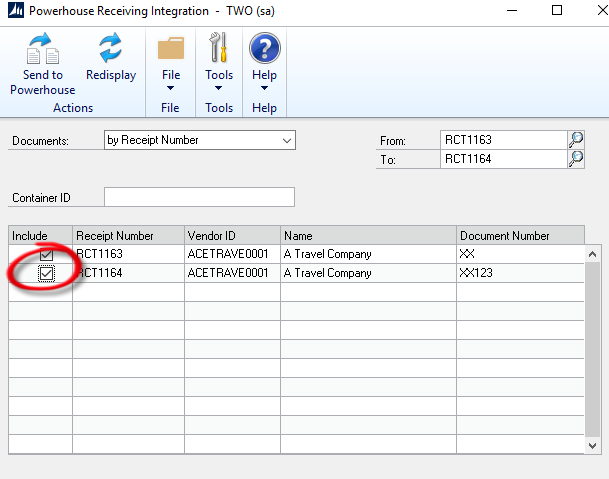 Powerhouse Receiving Integration - TWO (sa)
Send to Powerhouse
Redisplay
File
Tools
Help
Actions
File
Tools
Help
Documents: by Receipt Number From: RCT1163
To: RCT1164
Container ID
Include Receipt Number Vendor ID Name Document Number
RCT1163 ACETRAVE0001 A Travel Company XX
RCT1164 ACETRAVE0001 A Travel Company XX123